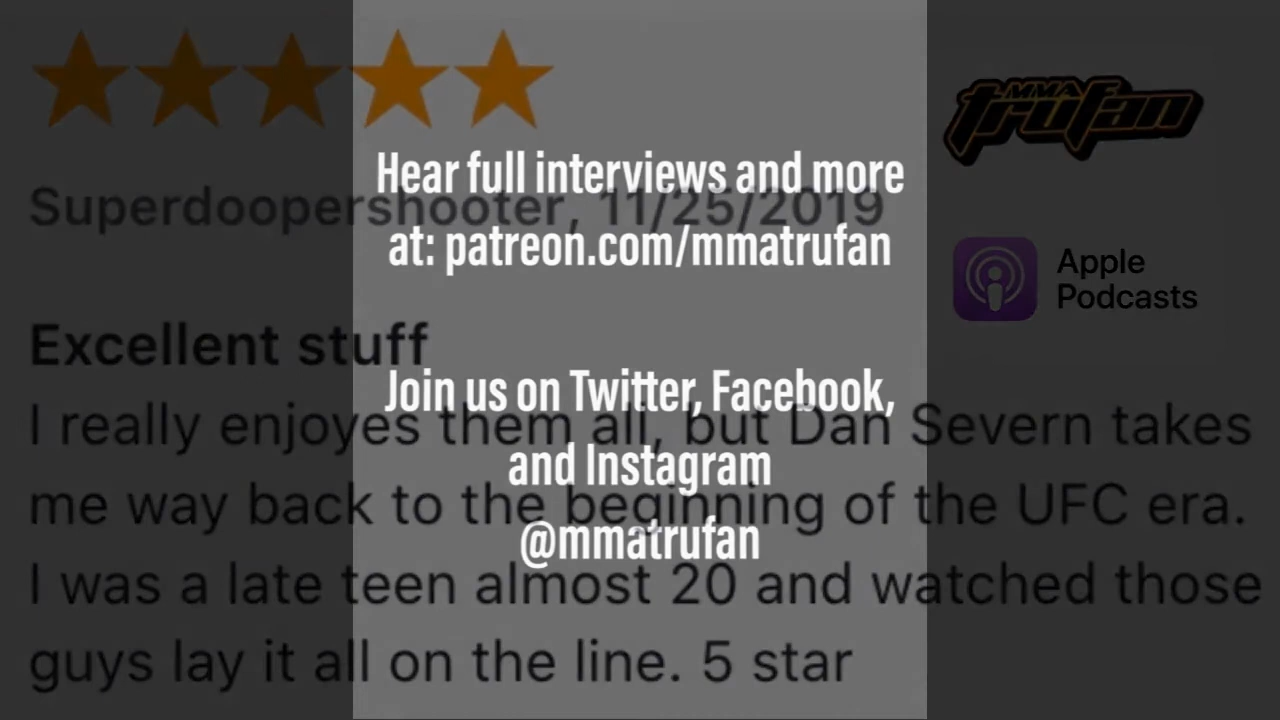 Hear full interviews and more
at: patreon.com/mmatrufan
Join us on Twitter, Facebook,
and Instagram
@mmatrufan
Superdoopershooter, 11/25/2019
Excellent stuff
I really enjoyes them all, but Dan Severn takes
me way back to the beginning of the UFC era.
I was a late teen almost 20 and watched those
guys lay it all on the line. 5 star
MMA
trufan
Apple
Podcasts